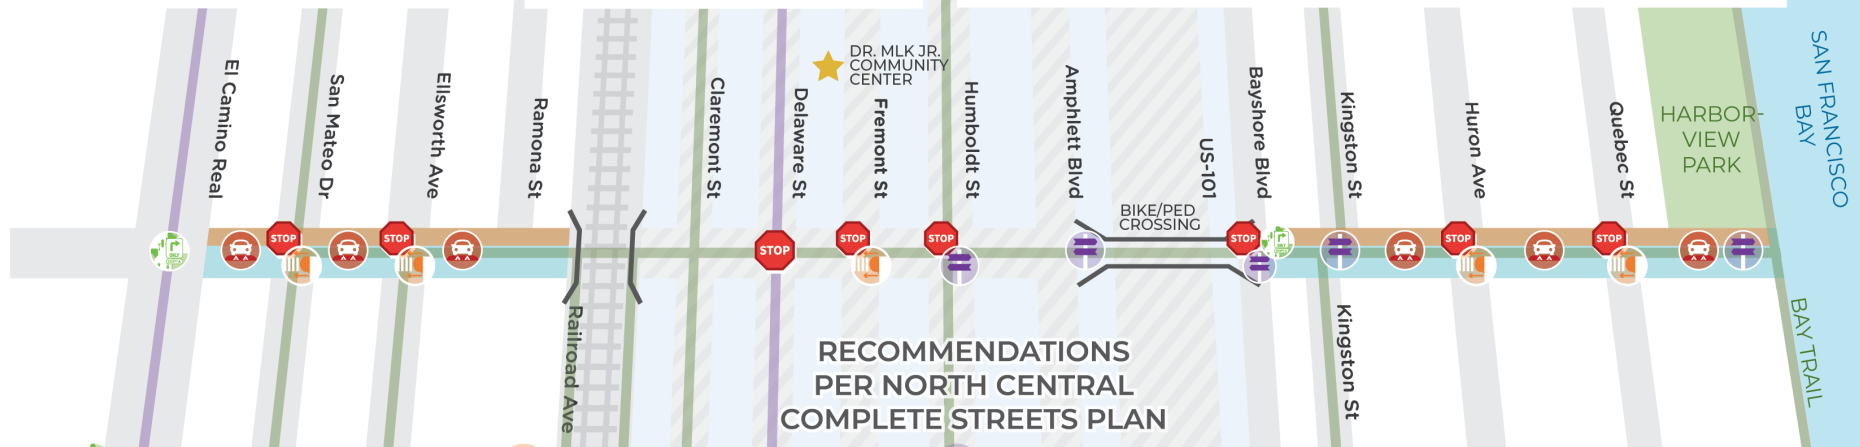 El Camino Real
San Mateo Dr
Ellsworth Ave
Ramona St
Claremont St
Delaware St
DR. MLK JR.
COMMUNITY
CENTER
Fremont St
Humboldt St
Amphlett Blvd
US-101
Bayshore Blvd
Kingston St
Huron Ave
Quebec St
HARBOR-
VIEW
PARK
SAN FRANCISCO
BAY
BIKE/PED
CROSSING
STOP
STOP
STOP
STOP
STOP
STOP
STOP
STOP
Railroad Ave
Kingston St
BAY TRAIL
RECOMMENDATIONS
PER NORTH CENTRAL
COMPLETE STREETS PLAN